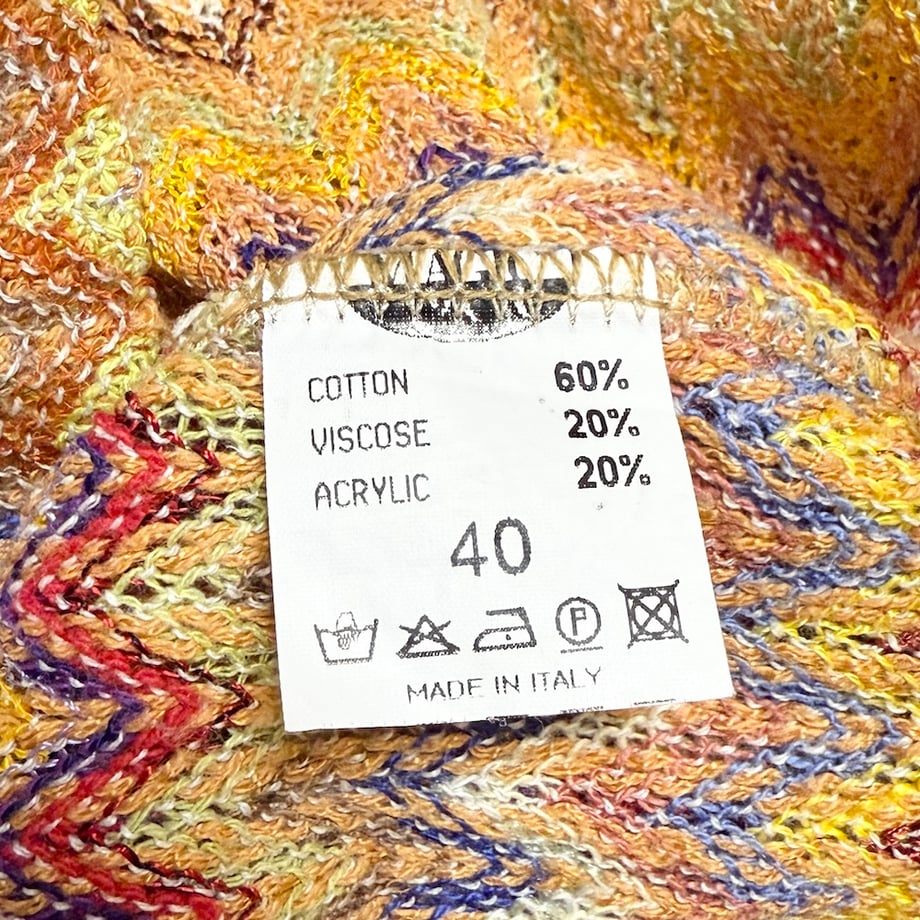 COTTON 60%
VISCOSE 20%
ACRYLIC 20%
40
P
MADE IN ITALY